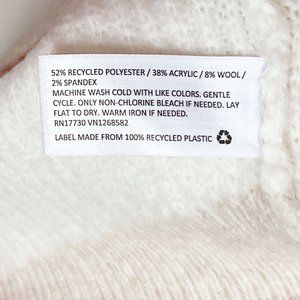 52% RECYCLED POLYESTER / 38% ACRYLIC / 8% WOOL /
2% SPANDEX
MACHINE WASH COLD WITH LIKE COLORS. GENTLE
CYCLE. ONLY NON-CHLORINE BLEACH IF NEEDED. LAY
FLAT TO DRY. WARM IRON IF NEEDED.
RN17730 VN1268582
LABEL MADE FROM 100% RECYCLED PLASTIC